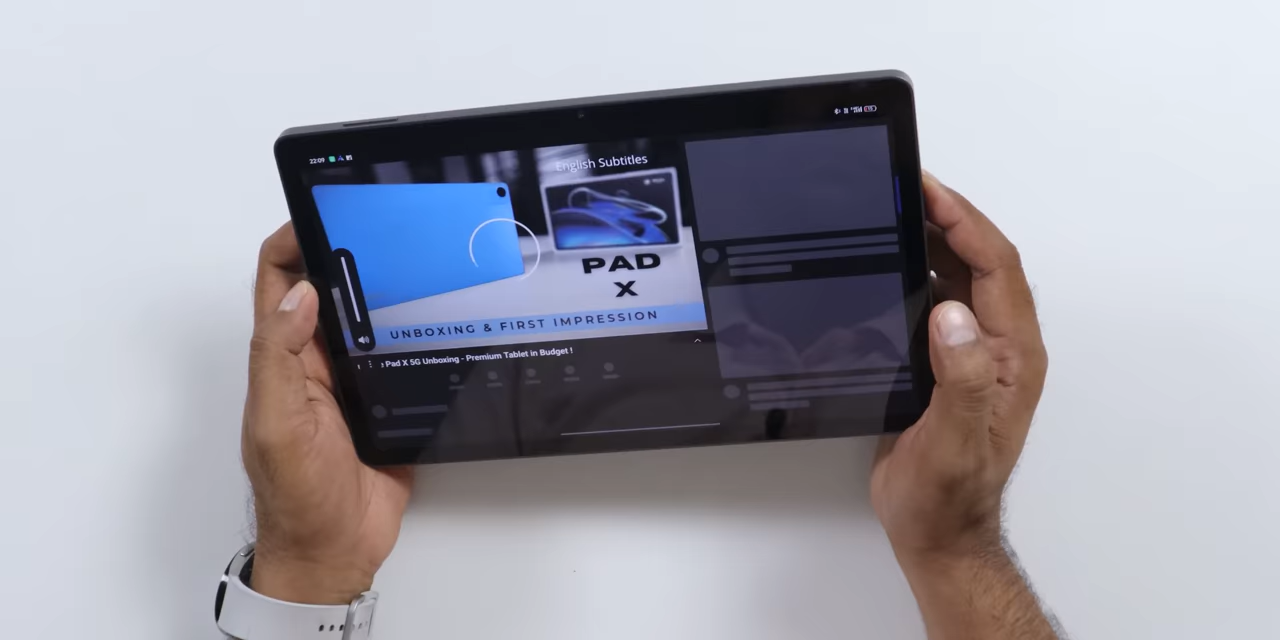 22:09
English Subtitles
PAD
X
UNBOXING & FIRST IMPRESSION
Pad X 5G Unboxing - Premium Tablet in Budget !